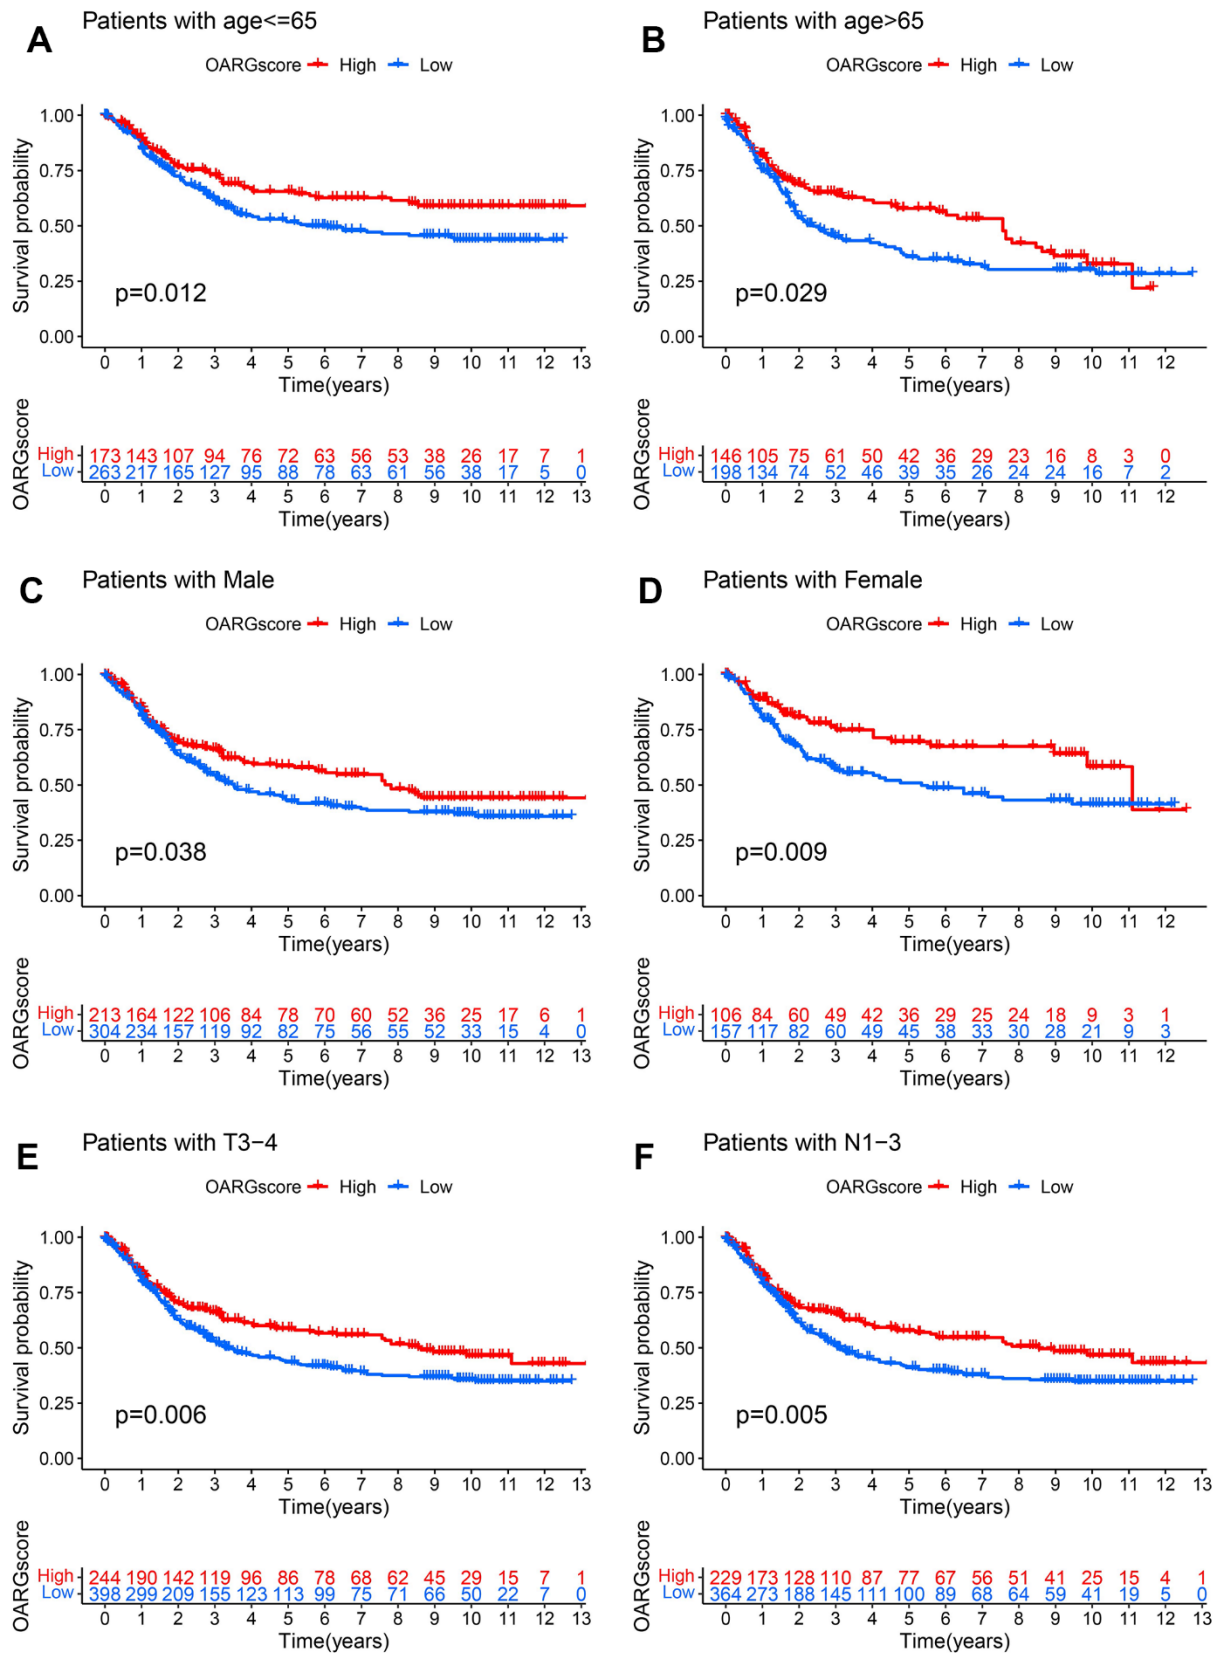 A Patients with age<=65
OARGscore High Low
Survival probability
1.00
0.75
0.50
0.25
0.00
p=0.012
0 1 2 3 4 5 6 7 8 9 10 11 12 13
Time(years)
OARGscore
High 173 143 107 94 76 72 63 56 53 38 26 17 7 1
Low 263 217 165 127 95 88 78 63 61 56 38 17 5 0
0 1 2 3 4 5 6 7 8 9 10 11 12 13
Time(years)
B Patients with age>65
OARGscore High Low
Survival probability
1.00
0.75
0.50
0.25
0.00
p=0.029
0 1 2 3 4 5 6 7 8 9 10 11 12
Time(years)
OARGscore
High 146 105 75 61 50 42 36 29 23 16 8 3 0
Low 198 134 74 52 46 39 35 26 24 24 16 7 2
0 1 2 3 4 5 6 7 8 9 10 11 12
Time(years)
C Patients with Male
OARGscore High Low
Survival probability
1.00
0.75
0.50
0.25
0.00
p=0.038
0 1 2 3 4 5 6 7 8 9 10 11 12 13
Time(years)
OARGscore
High 213 164 122 106 84 78 70 60 52 36 25 17 6 1
Low 304 234 157 119 92 82 75 56 55 52 33 15 4 0
0 1 2 3 4 5 6 7 8 9 10 11 12 13
Time(years)
D Patients with Female
OARGscore High Low
Survival probability
1.00
0.75
0.50
0.25
0.00
p=0.009
0 1 2 3 4 5 6 7 8 9 10 11 12
Time(years)
OARGscore
High 106 84 60 49 42 36 29 25 24 18 9 3 1
Low 157 117 82 60 49 45 38 33 30 28 21 9 3
0 1 2 3 4 5 6 7 8 9 10 11 12
Time(years)
E Patients with T3−4
OARGscore High Low
Survival probability
1.00
0.75
0.50
0.25
0.00
p=0.006
0 1 2 3 4 5 6 7 8 9 10 11 12 13
Time(years)
OARGscore
High 244 190 142 119 96 86 78 68 62 45 29 15 7 1
Low 398 299 209 155 123 113 99 75 71 66 50 22 7 0
0 1 2 3 4 5 6 7 8 9 10 11 12 13
Time(years)
F Patients with N1−3
OARGscore High Low
Survival probability
1.00
0.75
0.50
0.25
0.00
p=0.005
0 1 2 3 4 5 6 7 8 9 10 11 12 13
Time(years)
OARGscore
High 229 173 128 110 87 77 67 56 51 41 25 15 4 1
Low 364 273 188 145 111 100 89 68 64 59 41 19 5 0
0 1 2 3 4 5 6 7 8 9 10 11 12 13
Time(years)